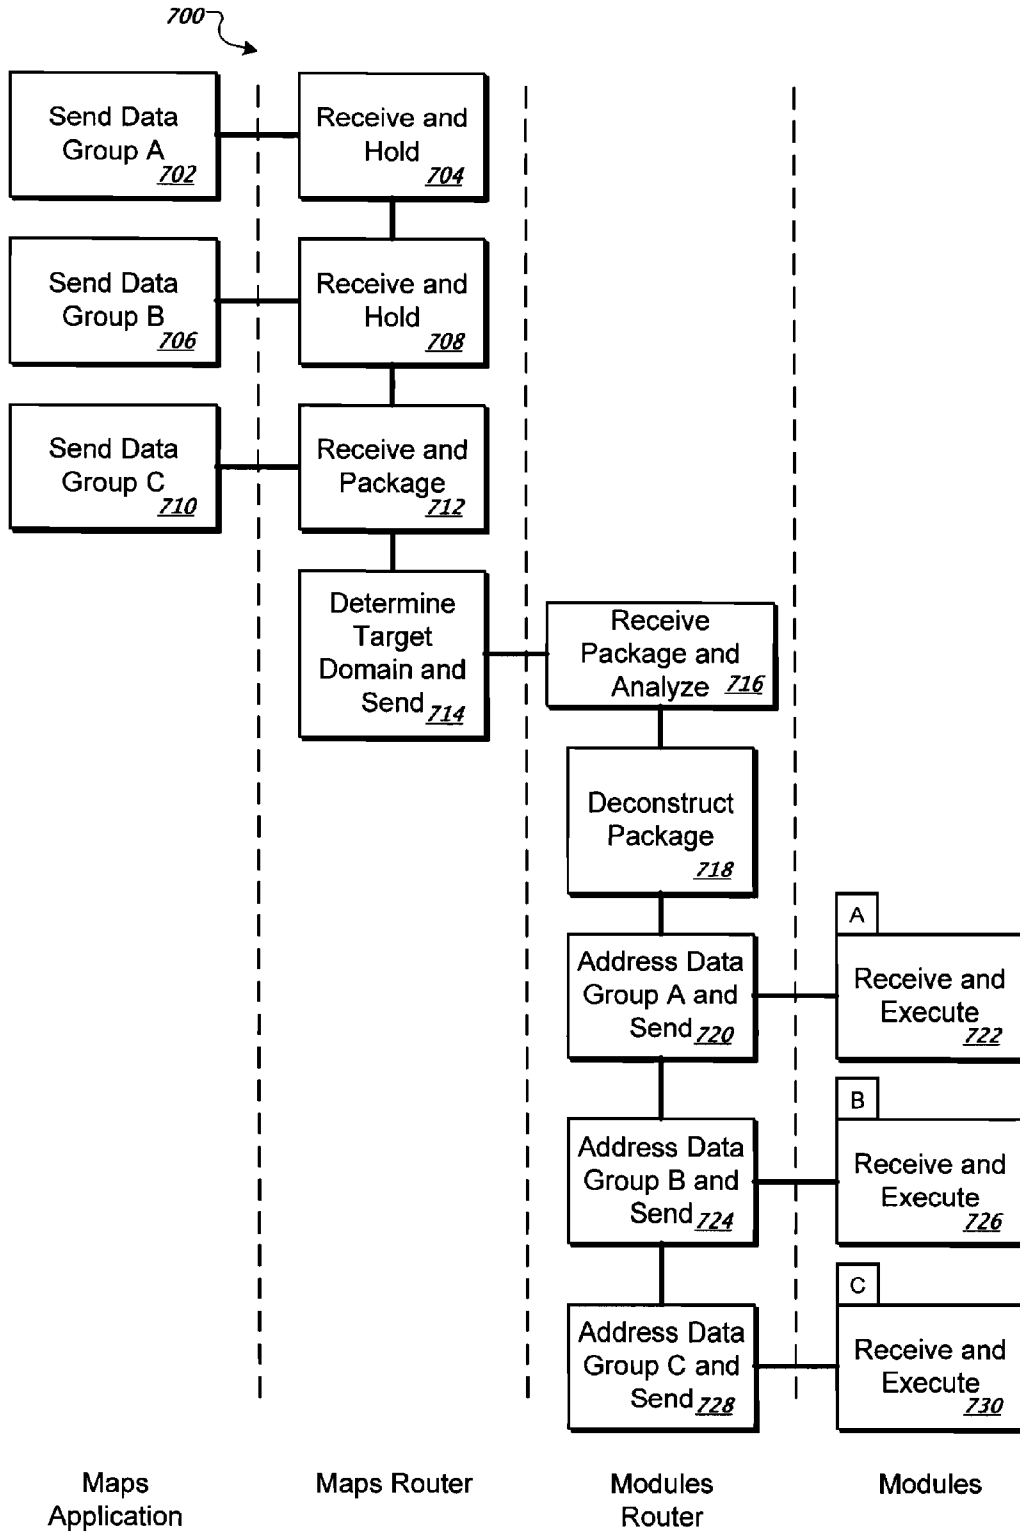 700
Send Data
Group A
702
Receive and
Hold
704
Send Data
Group B
706
Receive and
Hold
708
Send Data
Group C
710
Receive and
Package
712
Determine
Target
Domain and
Send
714
Receive
Package and
Analyze 716
Deconstruct
Package
718
Address Data
Group A and
Send 720
A
Receive and
Execute
722
Address Data
Group B and
Send 724
B
Receive and
Execute
726
Address Data
Group C and
Send 728
C
Receive and
Execute
730
Maps
Application
Maps Router
Modules
Router
Modules